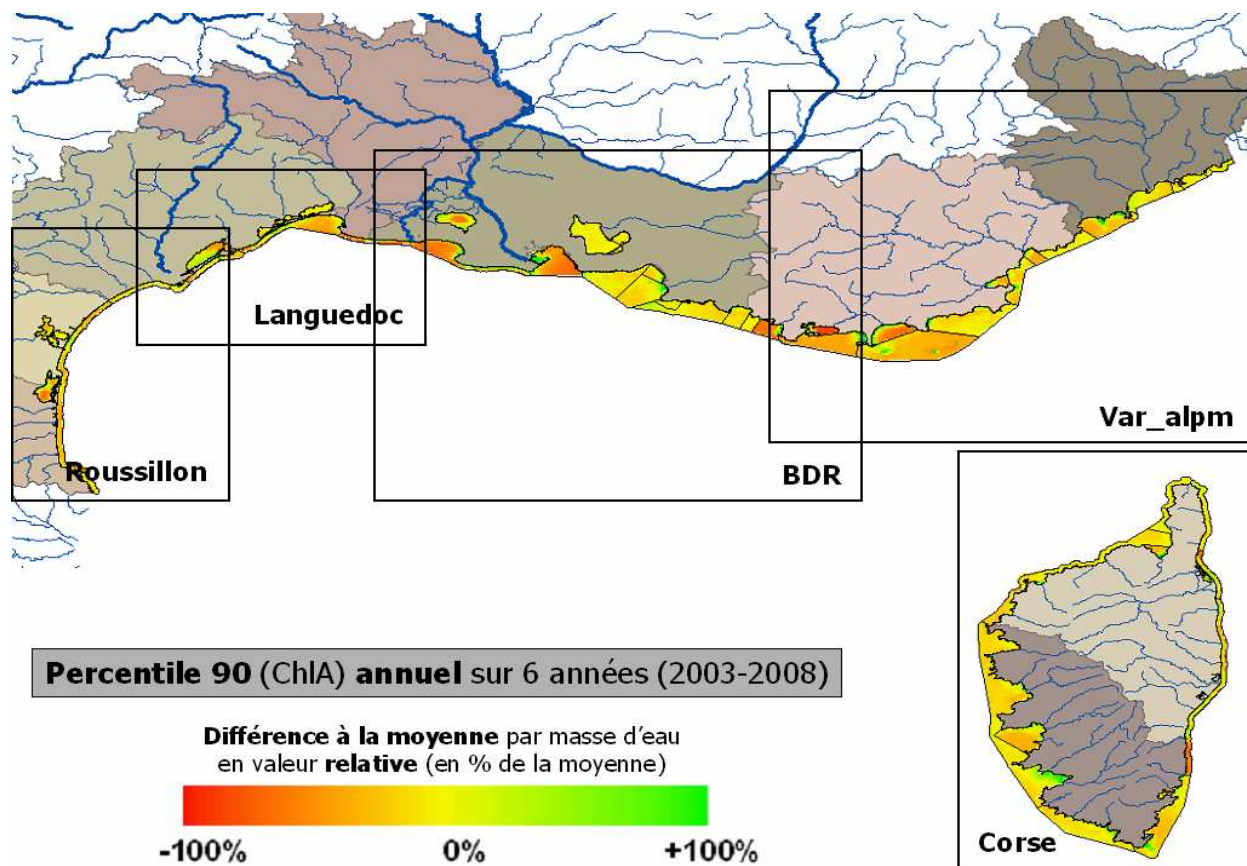 Languedoc
Var_alpm
Roussillon
BDR
Percentile 90 (ChlA) annuel sur 6 années (2003-2008)
Différence à la moyenne par masse d'eau
en valeur relative (en % de la moyenne)
-100% 0% +100%
Corse